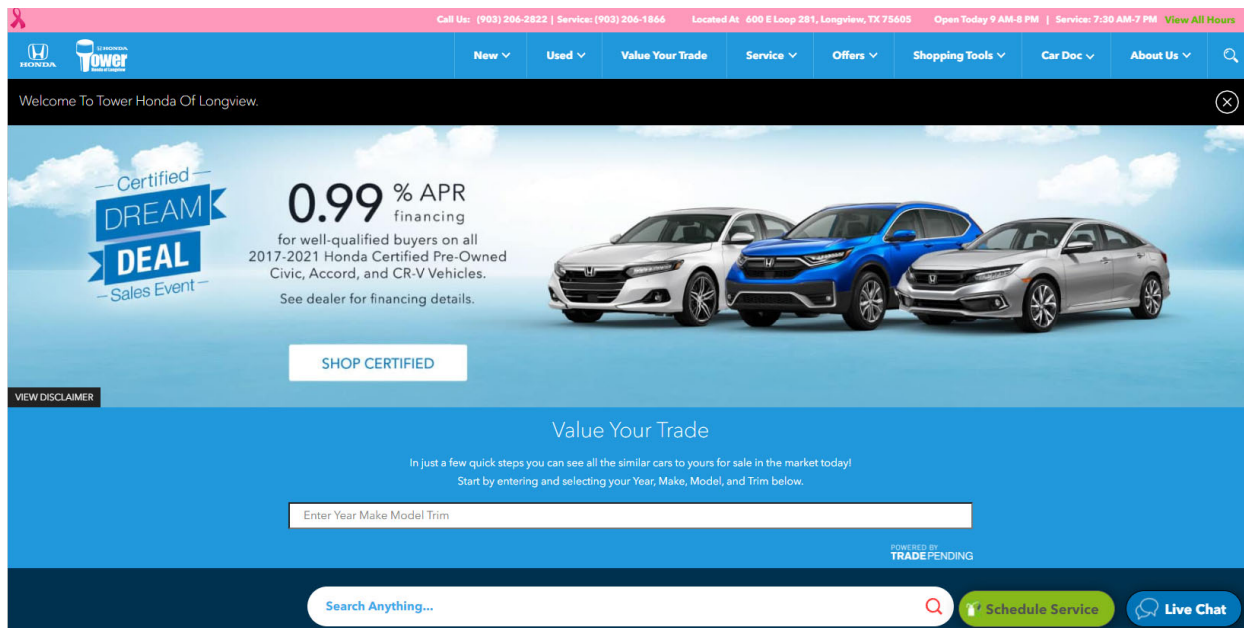 Call Us: (903) 206-2822 | Service: (903) 206-1866 Located At 600 E Loop 281, Longview, TX 75605 Open Today 9 AM-8 PM | Service: 7:30 AM-7 PM View All Hours
HONDA
HONDA
Tower
Honda of Longview
New Used Value Your Trade Service Offers Shopping Tools Car Doc About Us
Welcome To Tower Honda Of Longview.
Certified
DREAM
DEAL
Sales Event
0.99 % APR
financing
for well-qualified buyers on all
2017-2021 Honda Certified Pre-Owned
Civic, Accord, and CR-V Vehicles.
See dealer for financing details.
SHOP CERTIFIED
VIEW DISCLAIMER
Value Your Trade
In just a few quick steps you can see all the similar cars to yours for sale in the market today!
Start by entering and selecting your Year, Make, Model, and Trim below.
Enter Year Make Model Trim
POWERED BY
TRADEPENDING
Search Anything...
Schedule Service
Live Chat